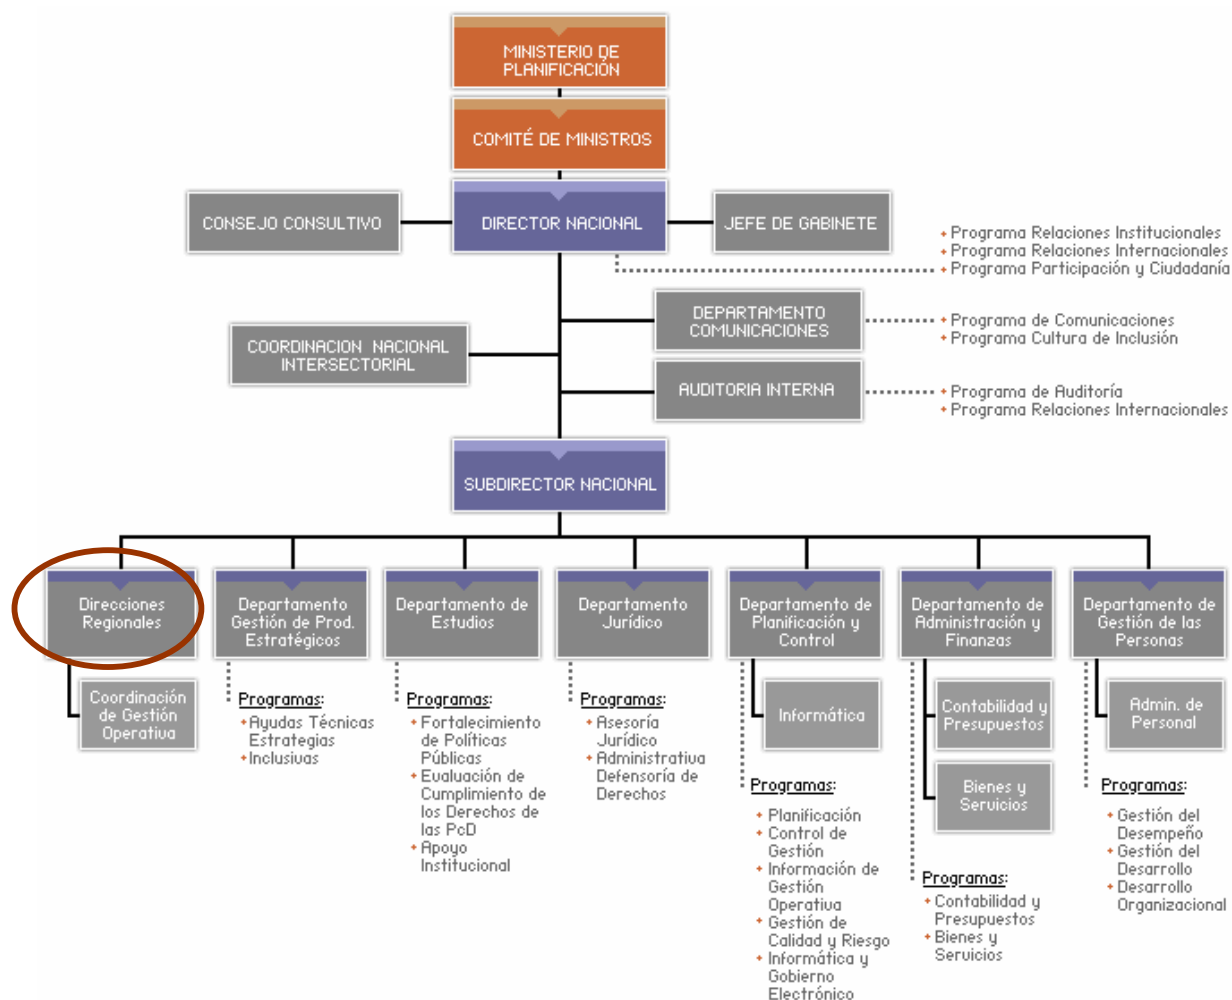 MINISTERIO DE
PLANIFICACIÓN
COMITÉ DE MINISTROS
CONSEJO CONSULTIVO
DIRECTOR NACIONAL
JEFE DE GABINETE
Programa Relaciones Institucionales
Programa Relaciones Internacionales
Programa Participación y Ciudadanía
DEPARTAMENTO
COMUNICACIONES
Programa de Comunicaciones
Programa Cultura de Inclusión
COORDINACION NACIONAL
INTERSECTORIAL
AUDITORIA INTERNA
Programa de Auditoría
Programa Relaciones Internacionales
SUBDIRECTOR NACIONAL
Direcciones
Regionales
Coordinación
de Gestión
Operativa
Departamento
Gestión de Prod.
Estratégicos
Programas:
Ayudas Técnicas
Estrategias
Inclusivas
Departamento de
Estudios
Programas:
Fortalecimiento
de Políticas
Públicas
Evaluación de
Cumplimiento de
los Derechos de
las PcD
Apoyo
Institucional
Departamento
Jurídico
Programas:
Asesoría
Jurídico
Administrativa
Defensoría de
Derechos
Departamento de
Planificación y
Control
Informática
Programas:
Planificación
Control de
Gestión
Información de
Gestión
Operativa
Gestión de
Calidad y Riesgo
Informática y
Gobierno
Electrónico
Departamento de
Administración y
Finanzas
Contabilidad y
Presupuestos
Bienes y
Servicios
Programas:
Contabilidad y
Presupuestos
Bienes y
Servicios
Departamento de
Gestión de las
Personas
Admin. de
Personal
Programas:
Gestión del
Desempeño
Gestión del
Desarrollo
Desarrollo
Organizacional